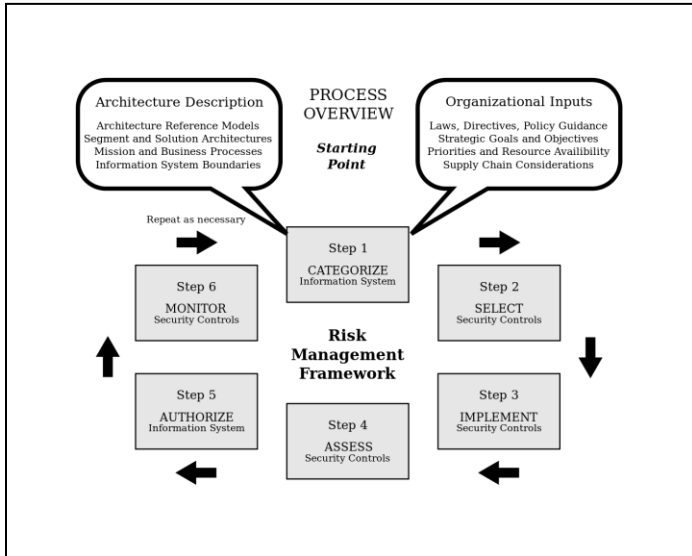 Architecture Description
Architecture Reference Models
Segment and Solution Architectures
Mission and Business Processes
Information System Boundaries
PROCESS
OVERVIEW
Starting
Point
Organizational Inputs
Laws, Directives, Policy Guidance
Strategic Goals and Objectives
Priorities and Resource Availibility
Supply Chain Considerations
Repeat as necessary
Step 1
CATEGORIZE
Information System
Step 2
SELECT
Security Controls
Step 3
IMPLEMENT
Security Controls
Step 4
ASSESS
Security Controls
Step 5
AUTHORIZE
Information System
Step 6
MONITOR
Security Controls
Risk
Management
Framework